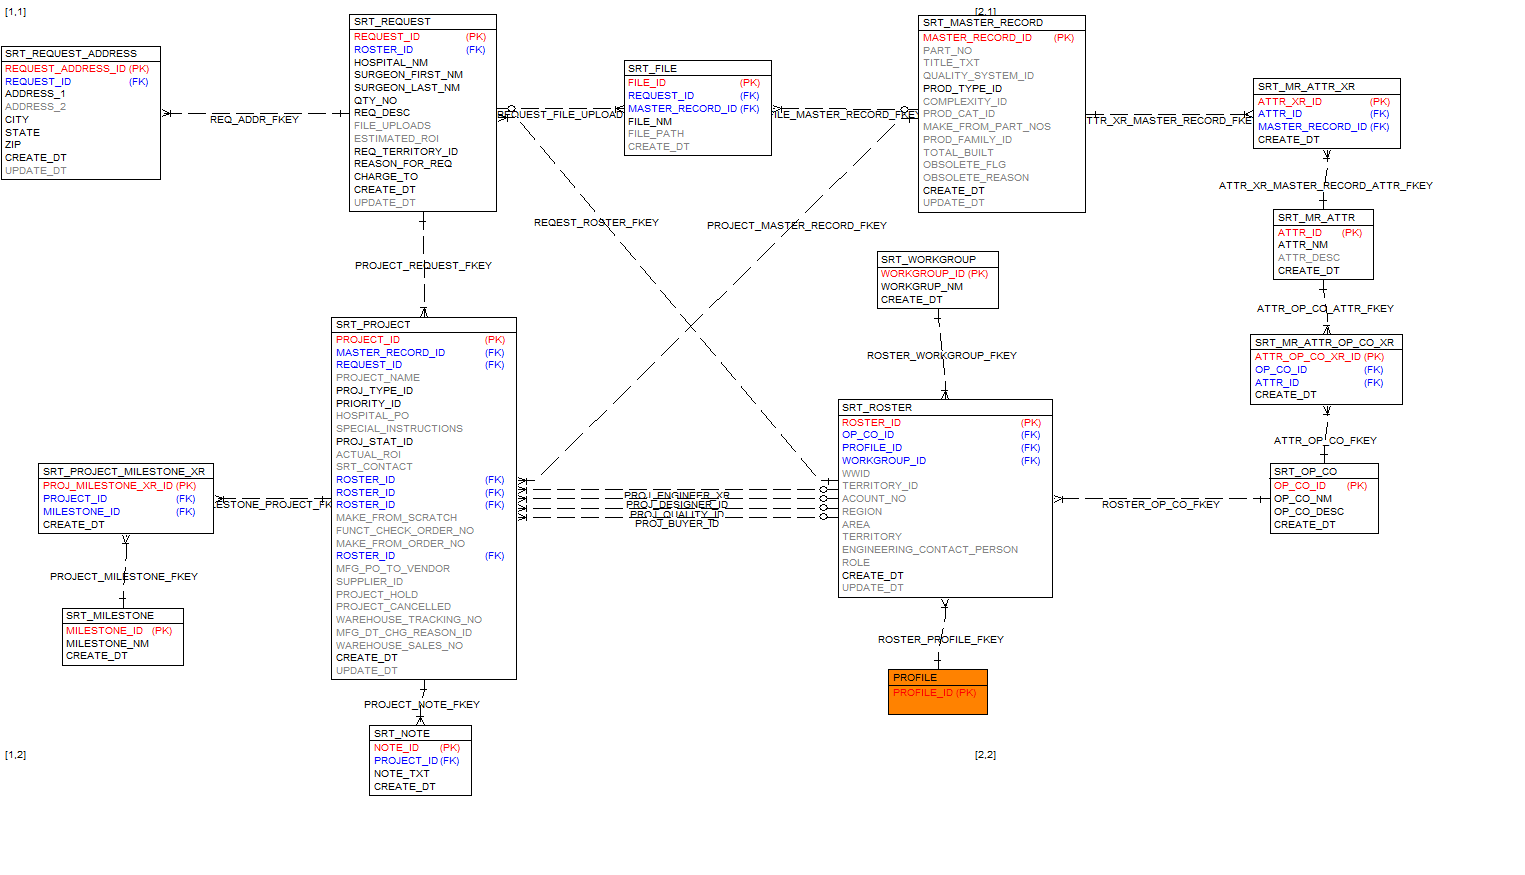 [1,1]
[2,1]
SRT_REQUEST_ADDRESS
REQUEST_ADDRESS_ID (PK)
REQUEST_ID (FK)
ADDRESS_1
ADDRESS_2
CITY
STATE
ZIP
CREATE_DT
UPDATE_DT
REQ_ADDR_FKEY
SRT_REQUEST
REQUEST_ID (PK)
ROSTER_ID (FK)
HOSPITAL_NM
SURGEON_FIRST_NM
SURGEON_LAST_NM
QTY_NO
REQ_DESC
FILE_UPLOADS
ESTIMATED_ROI
REQ_TERRITORY_ID
REASON_FOR_REQ
CHARGE_TO
CREATE_DT
UPDATE_DT
REQUEST_FILE_UPLOAD
SRT_FILE
FILE_ID (PK)
REQUEST_ID (FK)
MASTER_RECORD_ID (FK)
FILE_NM
FILE_PATH
CREATE_DT
ILE_MASTER_RECORD_FKEY
SRT_MASTER_RECORD
MASTER_RECORD_ID (PK)
PART_NO
TITLE_TXT
QUALITY_SYSTEM_ID
PROD_TYPE_ID
COMPLEXITY_ID
PROD_CAT_ID
MAKE_FROM_PART_NOS
PROD_FAMILY_ID
TOTAL_BUILT
OBSOLETE_FLG
OBSOLETE_REASON
CREATE_DT
UPDATE_DT
TTR_XR_MASTER_RECORD_FKE
SRT_MR_ATTR_XR
ATTR_XR_ID (PK)
ATTR_ID (FK)
MASTER_RECORD_ID (FK)
CREATE_DT
ATTR_XR_MASTER_RECORD_ATTR_FKEY
SRT_MR_ATTR
ATTR_ID (PK)
ATTR_NM
ATTR_DESC
CREATE_DT
ATTR_OP_CO_ATTR_FKEY
SRT_MR_ATTR_OP_CO_XR
ATTR_OP_CO_XR_ID (PK)
OP_CO_ID (FK)
ATTR_ID (FK)
CREATE_DT
ATTR_OP_CO_FKEY
SRT_OP_CO
OP_CO_ID (PK)
OP_CO_NM
OP_CO_DESC
CREATE_DT
REQEST_ROSTER_FKEY
PROJECT_MASTER_RECORD_FKEY
PROJECT_REQUEST_FKEY
SRT_WORKGROUP
WORKGROUP_ID (PK)
WORKGRUP_NM
CREATE_DT
ROSTER_WORKGROUP_FKEY
SRT_PROJECT
PROJECT_ID (PK)
MASTER_RECORD_ID (FK)
REQUEST_ID (FK)
PROJECT_NAME
PROJ_TYPE_ID
PRIORITY_ID
HOSPITAL_PO
SPECIAL_INSTRUCTIONS
PROJ_STAT_ID
ACTUAL_ROI
SRT_CONTACT
ROSTER_ID (FK)
ROSTER_ID (FK)
ROSTER_ID (FK)
MAKE_FROM_SCRATCH
FUNCT_CHECK_ORDER_NO
MAKE_FROM_ORDER_NO
ROSTER_ID (FK)
MFG_PO_TO_VENDOR
SUPPLIER_ID
PROJECT_HOLD
PROJECT_CANCELLED
WAREHOUSE_TRACKING_NO
MFG_DT_CHG_REASON_ID
WAREHOUSE_SALES_NO
CREATE_DT
UPDATE_DT
PROJ_ENGINEER_XR
PROJ_DESIGNER_ID
PROJ_QUALITY_ID
PROJ_BUYER_ID
SRT_ROSTER
ROSTER_ID (PK)
OP_CO_ID (FK)
PROFILE_ID (FK)
WORKGROUP_ID (FK)
WWID
TERRITORY_ID
ACOUNT_NO
REGION
AREA
TERRITORY
ENGINEERING_CONTACT_PERSON
ROLE
CREATE_DT
UPDATE_DT
ROSTER_OP_CO_FKEY
SRT_PROJECT_MILESTONE_XR
PROJ_MILESTONE_XR_ID (PK)
PROJECT_ID (FK)
MILESTONE_ID (FK)
CREATE_DT
LESTONE_PROJECT_FK
PROJECT_MILESTONE_FKEY
SRT_MILESTONE
MILESTONE_ID (PK)
MILESTONE_NM
CREATE_DT
ROSTER_PROFILE_FKEY
PROFILE
PROFILE_ID (PK)
PROJECT_NOTE_FKEY
SRT_NOTE
NOTE_ID (PK)
PROJECT_ID (FK)
NOTE_TXT
CREATE_DT
[1,2]
[2,2]